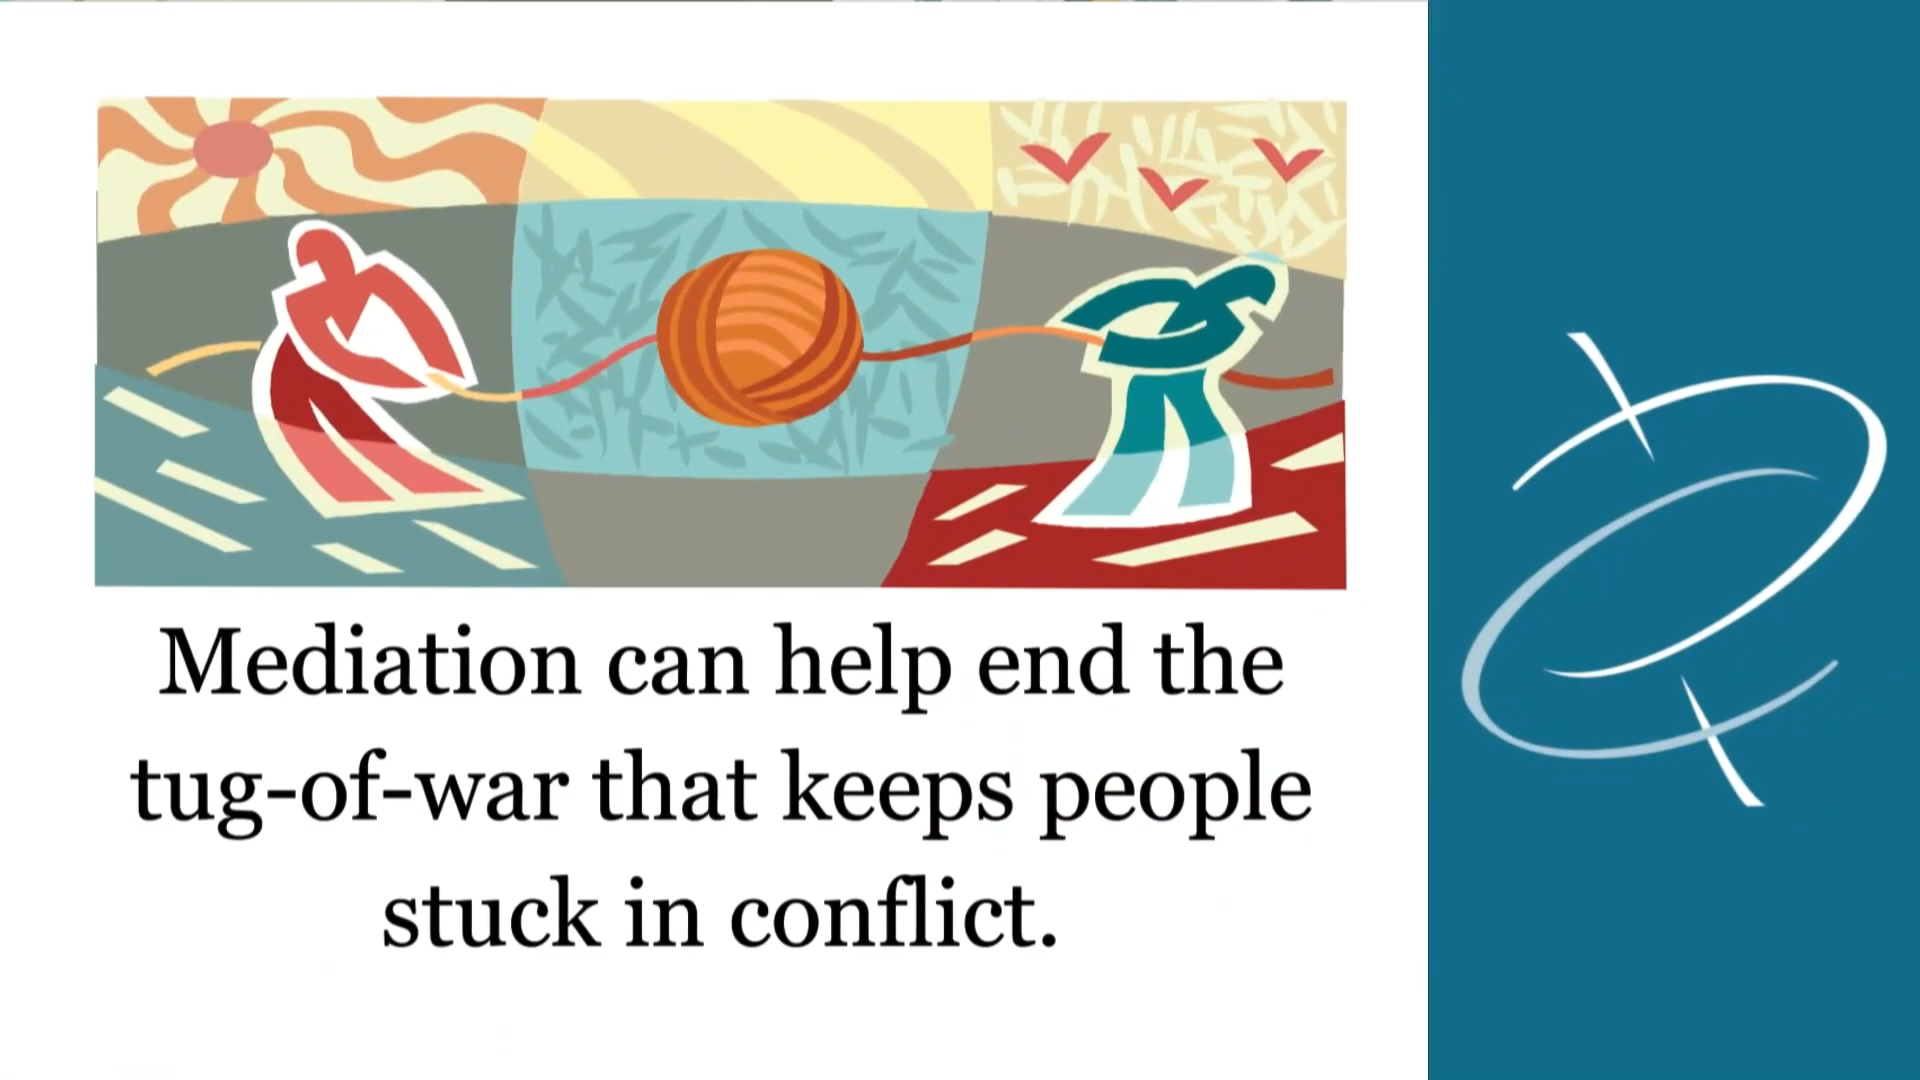 Mediation can help end the
tug-of-war that keeps people
stuck in conflict.